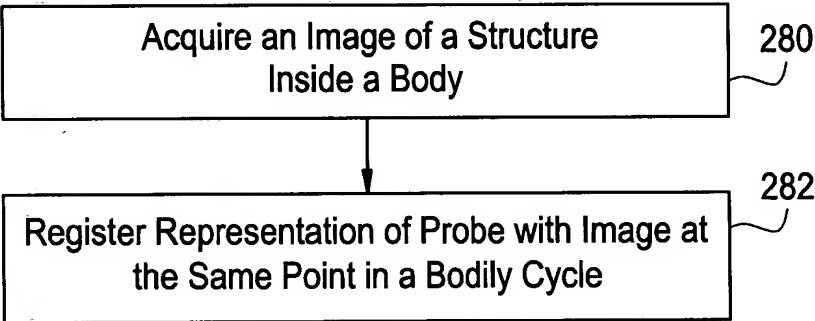 Acquire an Image of a Structure
Inside a Body
280
Register Representation of Probe with Image at
the Same Point in a Bodily Cycle
282